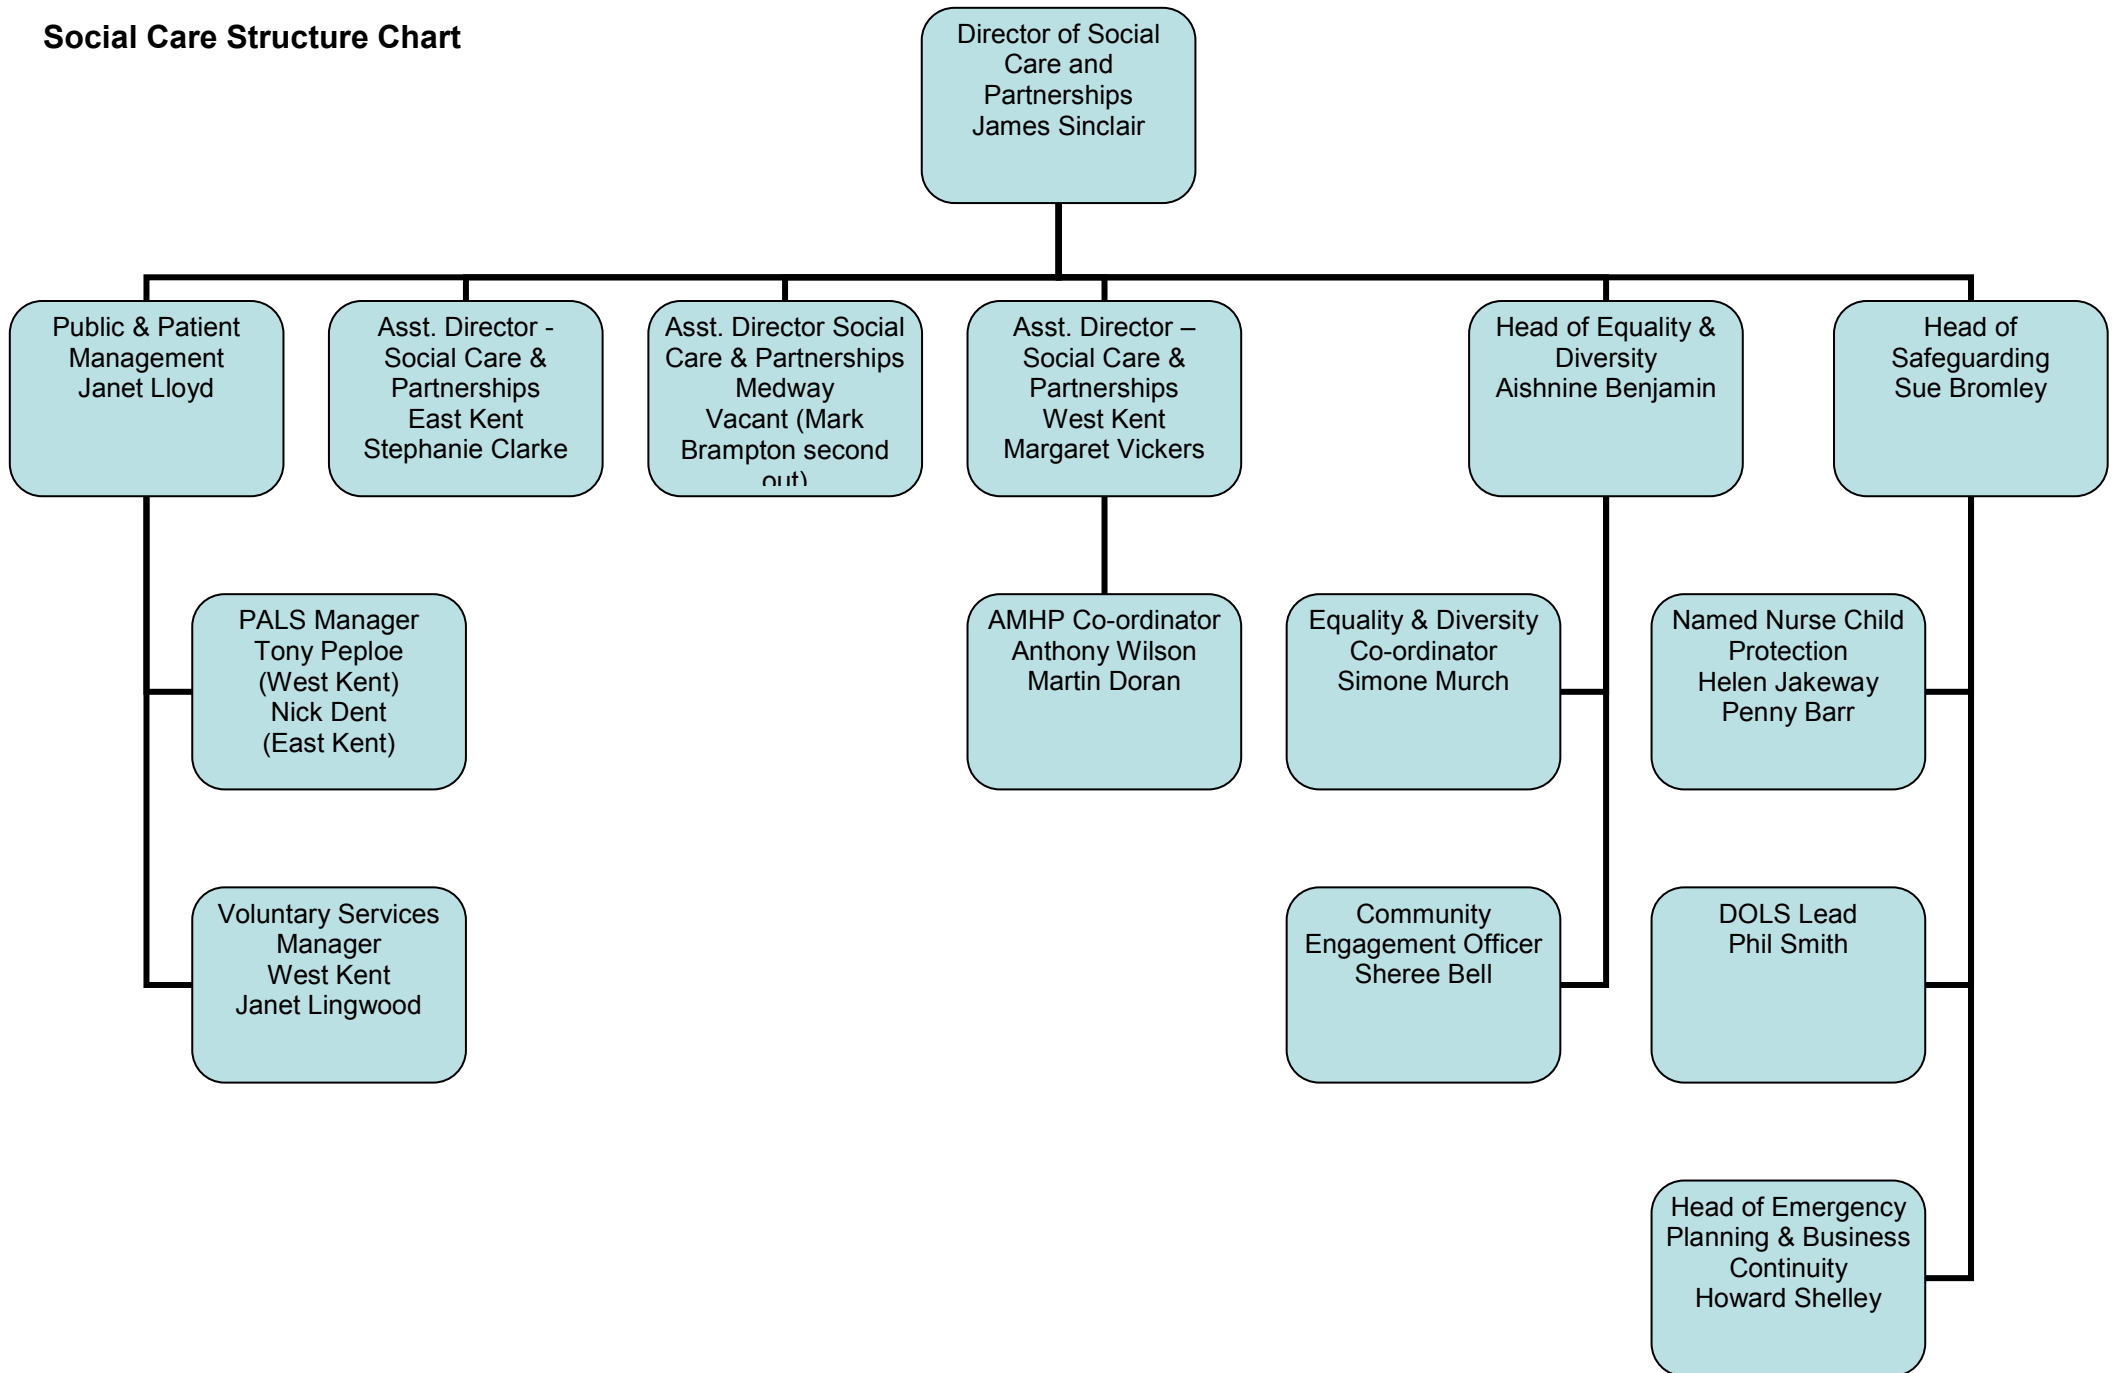 Social Care Structure Chart
Director of Social
Care and
Partnerships
James Sinclair
Public & Patient
Management
Janet Lloyd
Asst. Director -
Social Care &
Partnerships
East Kent
Stephanie Clarke
Asst. Director Social
Care & Partnerships
Medway
Vacant (Mark
Brampton second
out)
Asst. Director –
Social Care &
Partnerships
West Kent
Margaret Vickers
Head of Equality &
Diversity
Aishnine Benjamin
Head of
Safeguarding
Sue Bromley
PALS Manager
Tony Peploe
(West Kent)
Nick Dent
(East Kent)
AMHP Co-ordinator
Anthony Wilson
Martin Doran
Equality & Diversity
Co-ordinator
Simone Murch
Named Nurse Child
Protection
Helen Jakeway
Penny Barr
Voluntary Services
Manager
West Kent
Janet Lingwood
Community
Engagement Officer
Sheree Bell
DOLS Lead
Phil Smith
Head of Emergency
Planning & Business
Continuity
Howard Shelley